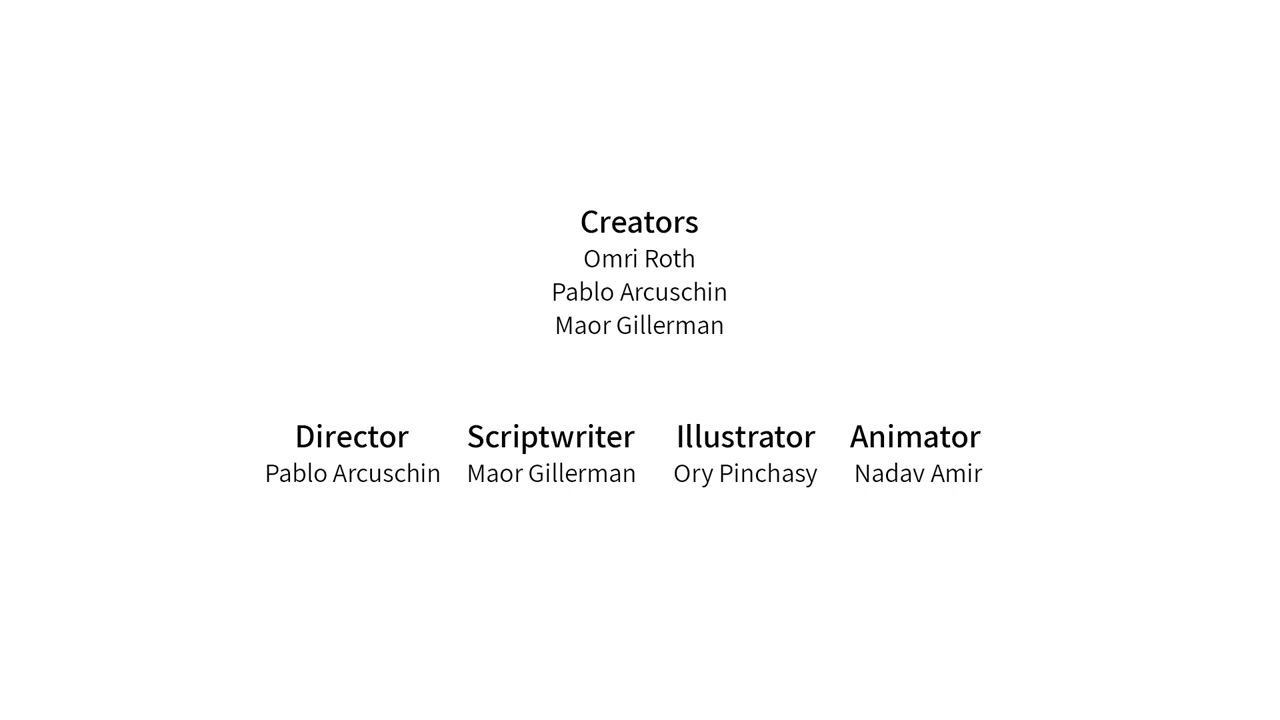 Creators
Omri Roth
Pablo Arcuschin
Maor Gillerman
Director Scriptwriter Illustrator Animator
Pablo Arcuschin Maor Gillerman Ory Pinchasy Nadav Amir